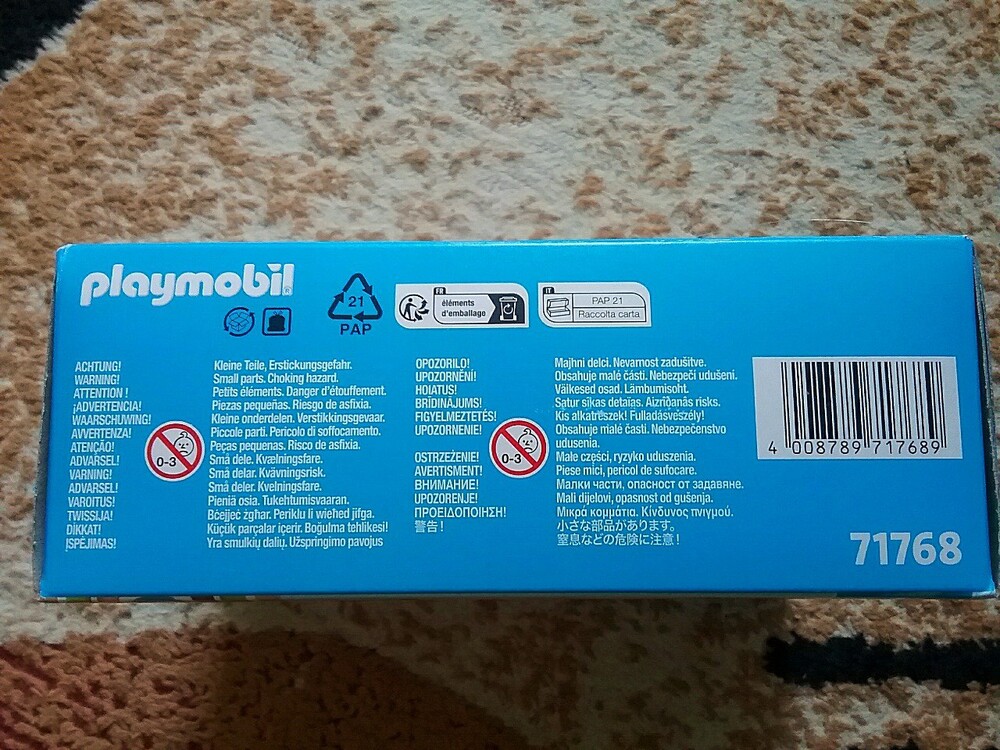 playmobil®
21
PAP
FR
éléments
d'emballage
IT
PAP 21
Raccolta carta
ACHTUNG!
WARNING!
ATTENTION !
¡ADVERTENCIA!
WAARSCHUWING!
AVVERTENZA!
ATENÇÃO!
ADVARSEL!
VARNING!
ADVARSEL!
VAROITUS!
TWISSIJA!
DİKKAT!
ĮSPĖJIMAS!
0-3
Kleine Teile, Erstickungsgefahr.
Small parts. Choking hazard.
Petits éléments. Danger d'étouffement.
Piezas pequeñas. Riesgo de asfixia.
Kleine onderdelen. Verstikkingsgevaar.
Piccole parti. Pericolo di soffocamento.
Peças pequenas. Risco de asfixia.
Små dele. Kvælningsfare.
Små delar. Kvävningsrisk.
Små deler. Kvelningsfare.
Pieniä osia. Tukehtumisvaaran.
Bċejjeċ żgħar. Periklu li wieħed jifga.
Küçük parçalar içerir. Boğulma tehlikesi!
Yra smulkių dalių. Užspringimo pavojus
OPOZORILO!
UPOZORNĚNÍ!
HOIATUS!
BRĪDINĀJUMS!
FIGYELMEZTETÉS!
UPOZORNENIE!
OSTRZEŻENIE!
AVERTISMENT!
ВНИМАНИЕ!
UPOZORENJE!
ΠΡΟΕΙΔΟΠΟΙΗΣΗ!
警告！
0-3
Majhni delci. Nevarnost zadušitve.
Obsahuje malé části. Nebezpečí udušení.
Väikesed osad. Lämbumisoht.
Satur sīkas detaļas. Aizrīšanās risks.
Kis alkatrészek! Fulladásveszély!
Obsahuje malé časti. Nebezpečenstvo
udusenia.
Małe części, ryzyko uduszenia.
Piese mici, pericol de sufocare.
Малки части, опасност от задавяне.
Mali dijelovi, opasnost od gušenja.
Μικρά κομμάτια. Κίνδυνος πνιγμού.
小さな部品があります。
窒息などの危険に注意！
4 008789 717689
71768